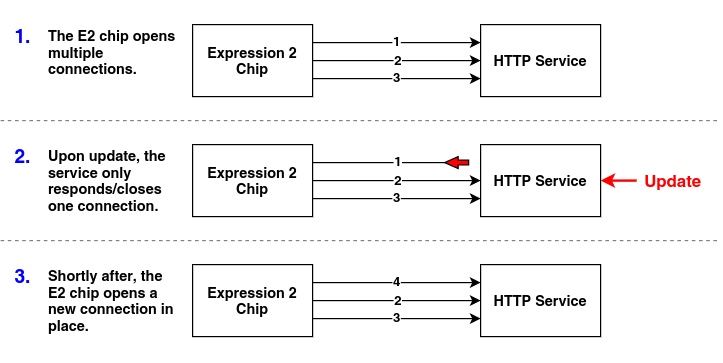 1. The E2 chip opens
multiple
connections.
Expression 2
Chip
1
2
3
HTTP Service
2. Upon update, the
service only
responds/closes
one connection.
Expression 2
Chip
1
2
3
HTTP Service
Update
3. Shortly after, the
E2 chip opens a
new connection in
place.
Expression 2
Chip
4
2
3
HTTP Service